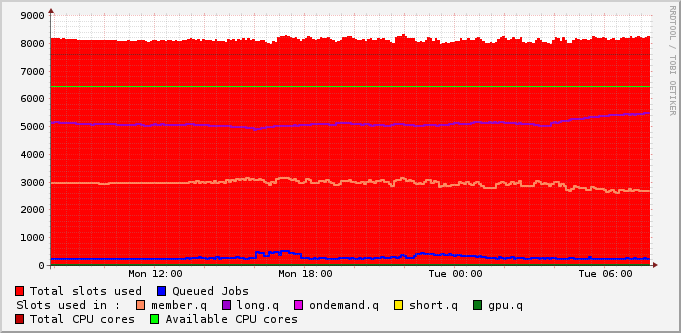 RRDTOOL / TOBI OETIKER
9000
8000
7000
6000
5000
4000
3000
2000
1000
0
Mon 12:00 Mon 18:00 Tue 00:00 Tue 06:00
Total slots used Queued Jobs
Slots used in : member.q long.q ondemand.q short.q gpu.q
Total CPU cores Available CPU cores